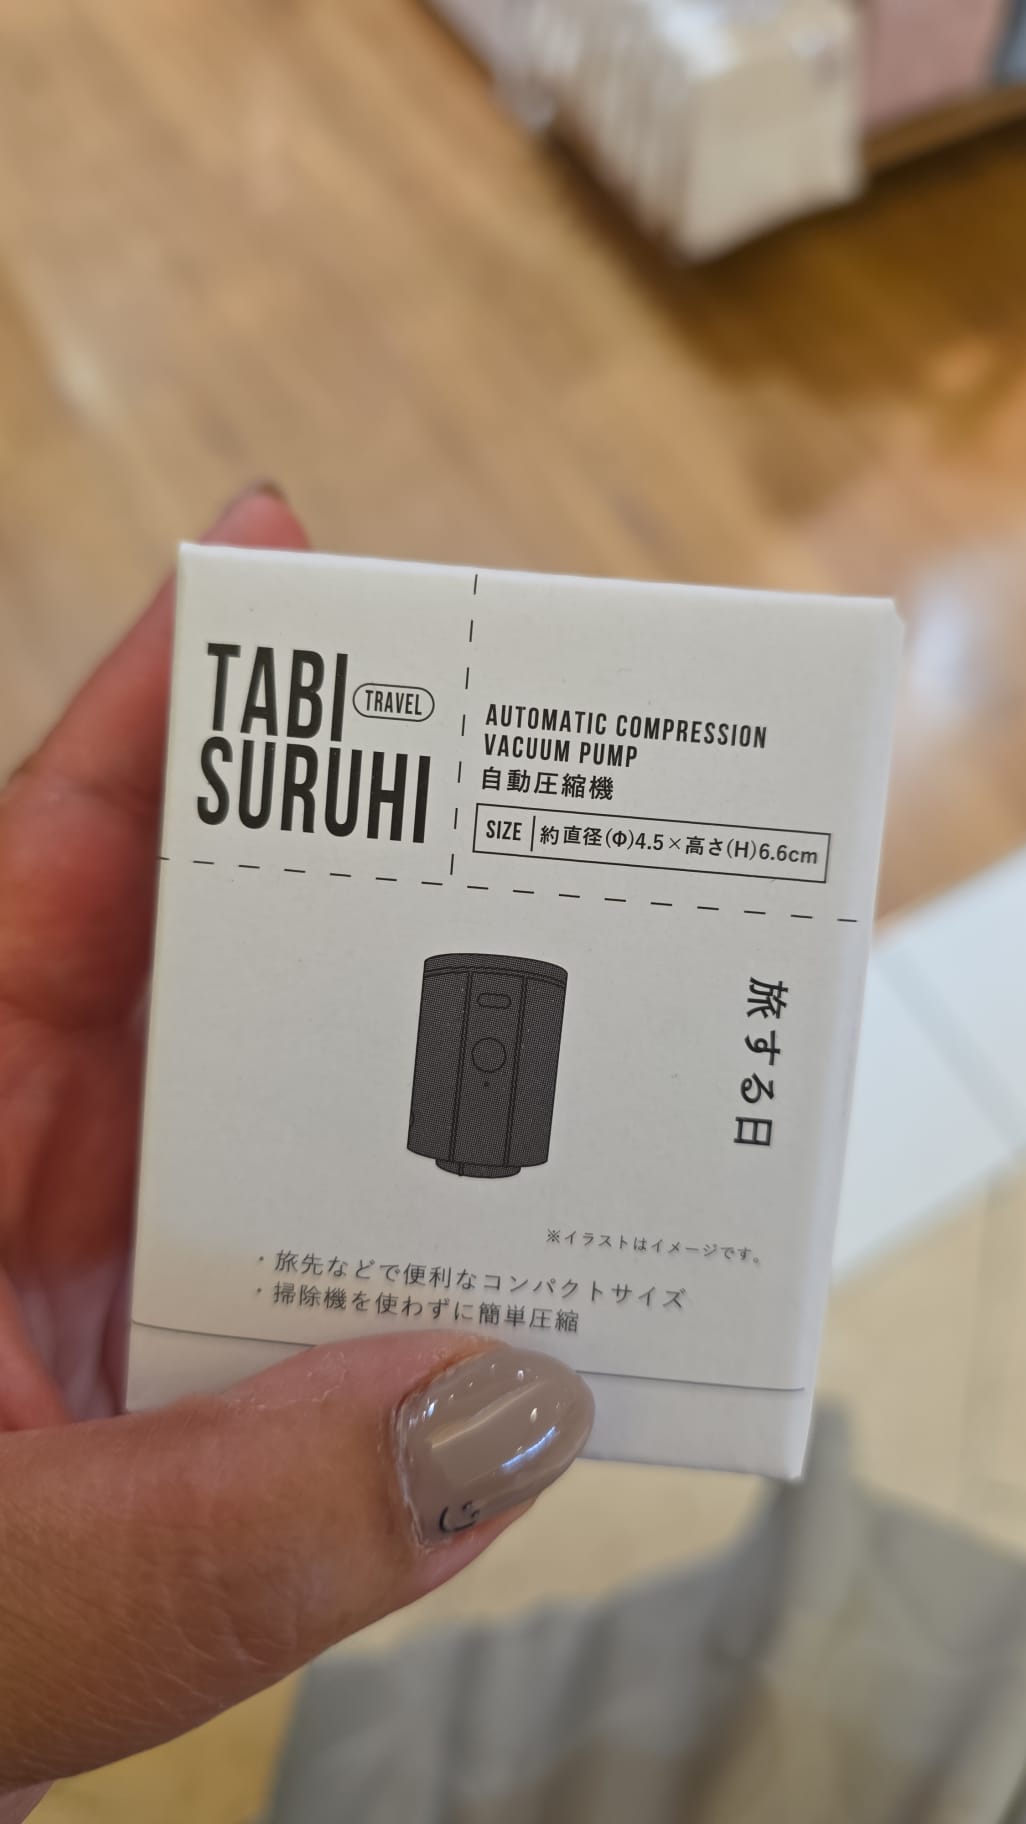 TABI TRAVEL
SURUHI
AUTOMATIC COMPRESSION
VACUUM PUMP
自動圧縮機
SIZE 約直径(Φ)4.5×高さ(H)6.6cm
旅する日
※イラストはイメージです。
・旅先などで便利なコンパクトサイズ
・掃除機を使わずに簡単圧縮